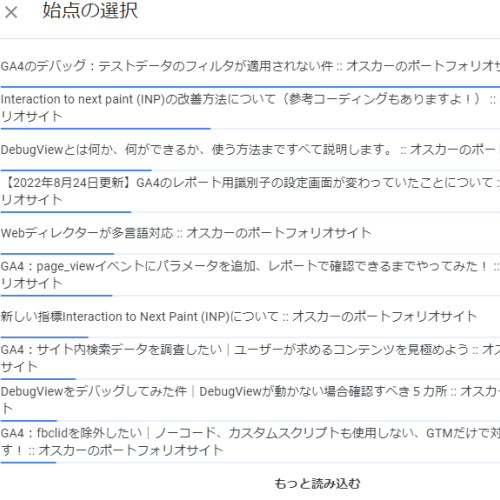 × 始点の選択
GA4のデバッグ：テストデータのフィルタが適用されない件 :: オスカーのポートフォリオサ
Interaction to next paint (INP)の改善方法について（参考コーディングもありますよ！） ::
リオサイト
DebugViewとは何か、何ができるか、使う方法まですべて説明します。 :: オスカーのポー
【2022年8月24日更新】GA4のレポート用識別子の設定画面が変わっていたことについて :
リオサイト
Webディレクターが多言語対応 :: オスカーのポートフォリオサイト
GA4：page_viewイベントにパラメータを追加、レポートで確認できるまでやってみた！ ::
リオサイト
新しい指標Interaction to Next Paint (INP)について :: オスカーのポートフォリオサイト
GA4：サイト内検索データを調査したい｜ユーザーが求めるコンテンツを見極めよう :: オス
サイト
DebugViewをデバッグしてみた件｜DebugViewが動かない場合確認すべき５カ所 :: オスカ
ト
GA4：fbclidを除外したい｜ノーコード、カスタムスクリプトも使用しない、GTMだけで対
す！ :: オスカーのポートフォリオサイト
もっと読み込む